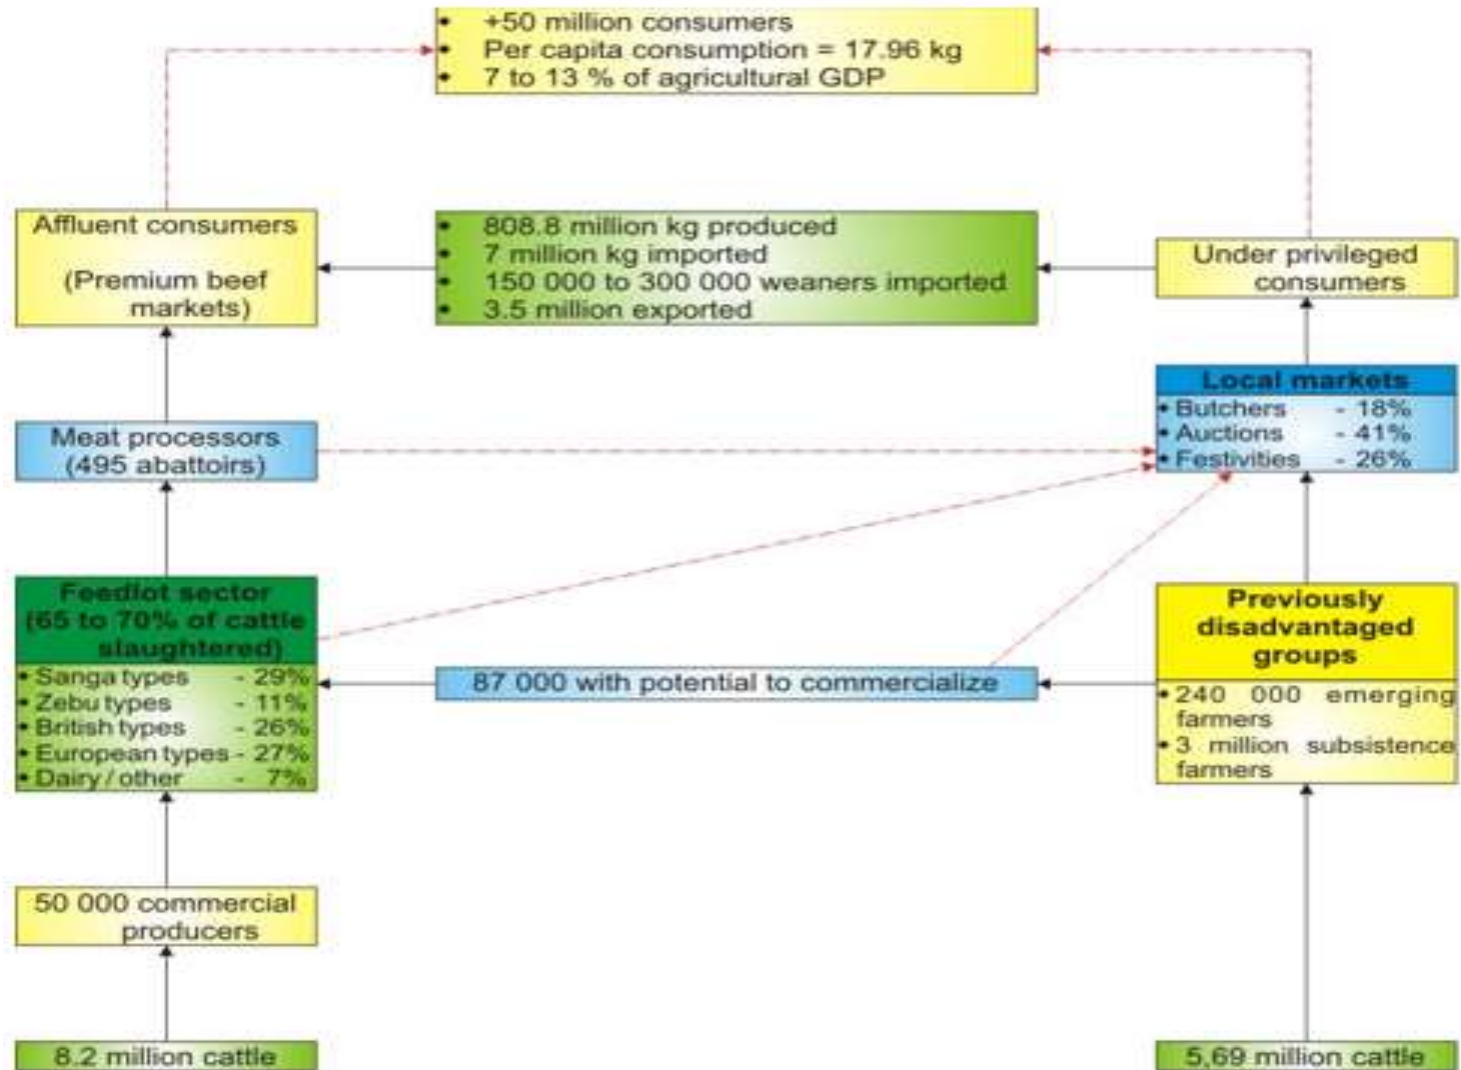 • +50 million consumers
• Per capita consumption = 17.96 kg
• 7 to 13 % of agricultural GDP
Affluent consumers
(Premium beef
markets)
• 808.8 million kg produced
• 7 million kg imported
• 150 000 to 300 000 weaners imported
• 3.5 million exported
Under privileged
consumers
Local markets
• Butchers - 18%
• Auctions - 41%
• Festivities - 26%
Meat processors
(495 abattoirs)
Feedlot sector
(65 to 70% of cattle
slaughtered)
• Sanga types - 29%
• Zebu types - 11%
• British types - 26%
• European types - 27%
• Dairy / other - 7%
87 000 with potential to commercialize
Previously
disadvantaged
groups
• 240 000 emerging
farmers
• 3 million subsistence
farmers
50 000 commercial
producers
8.2 million cattle
5,69 million cattle